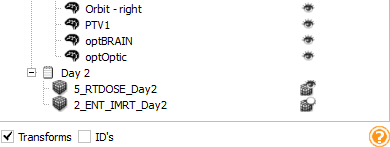 Orbit - right
PTV1
optBRAIN
optOptic
Day 2
5_RTDOSE_Day2
2_ENT_IMRT_Day2
Transforms ID's